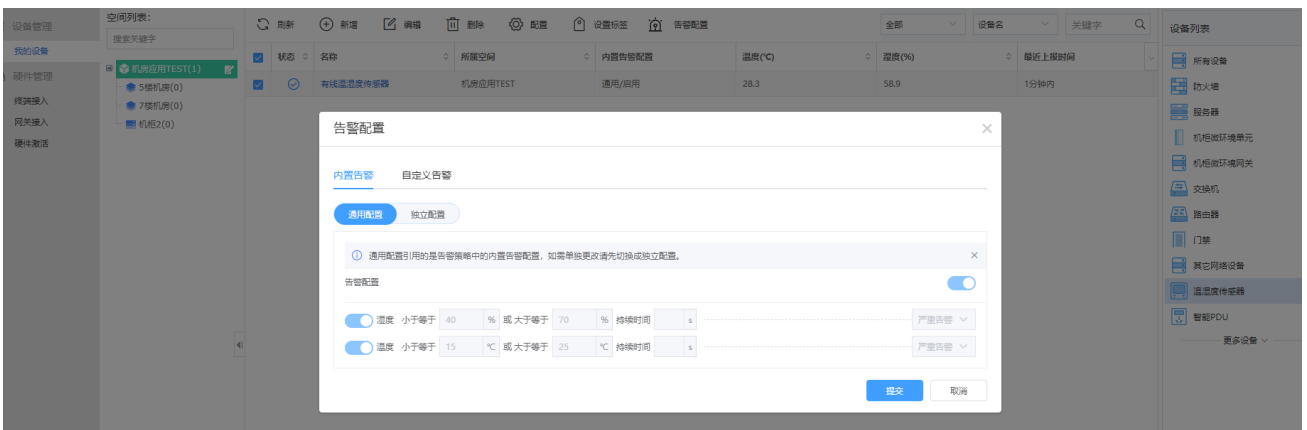 设备管理
我的设备
硬件管理
终端接入
网关接入
硬件激活
空间列表:
搜索关键字
机房应用TEST(1)
5楼机房(0)
7楼机房(0)
机柜2(0)
刷新 新增 编辑 删除 配置 设置标签 告警配置 全部 设备名 关键字
状态 名称 所属空间 内置告警配置 温度(℃) 湿度(%) 最近上报时间
有线温湿度传感器 机房应用TEST 通用/启用 28.3 58.9 1分钟内
告警配置
内置告警 自定义告警
通用配置 独立配置
通用配置引用的是告警策略中的内置告警配置，如需单独更改请先切换成独立配置。
告警配置
湿度 小于等于 40 % 或 大于等于 70 % 持续时间 s 严重告警
温度 小于等于 15 ℃ 或 大于等于 25 ℃ 持续时间 s 严重告警
提交 取消
设备列表
所有设备
防火墙
服务器
机柜微环境单元
机柜微环境网关
交换机
路由器
门禁
其它网络设备
温湿度传感器
智能PDU
更多设备